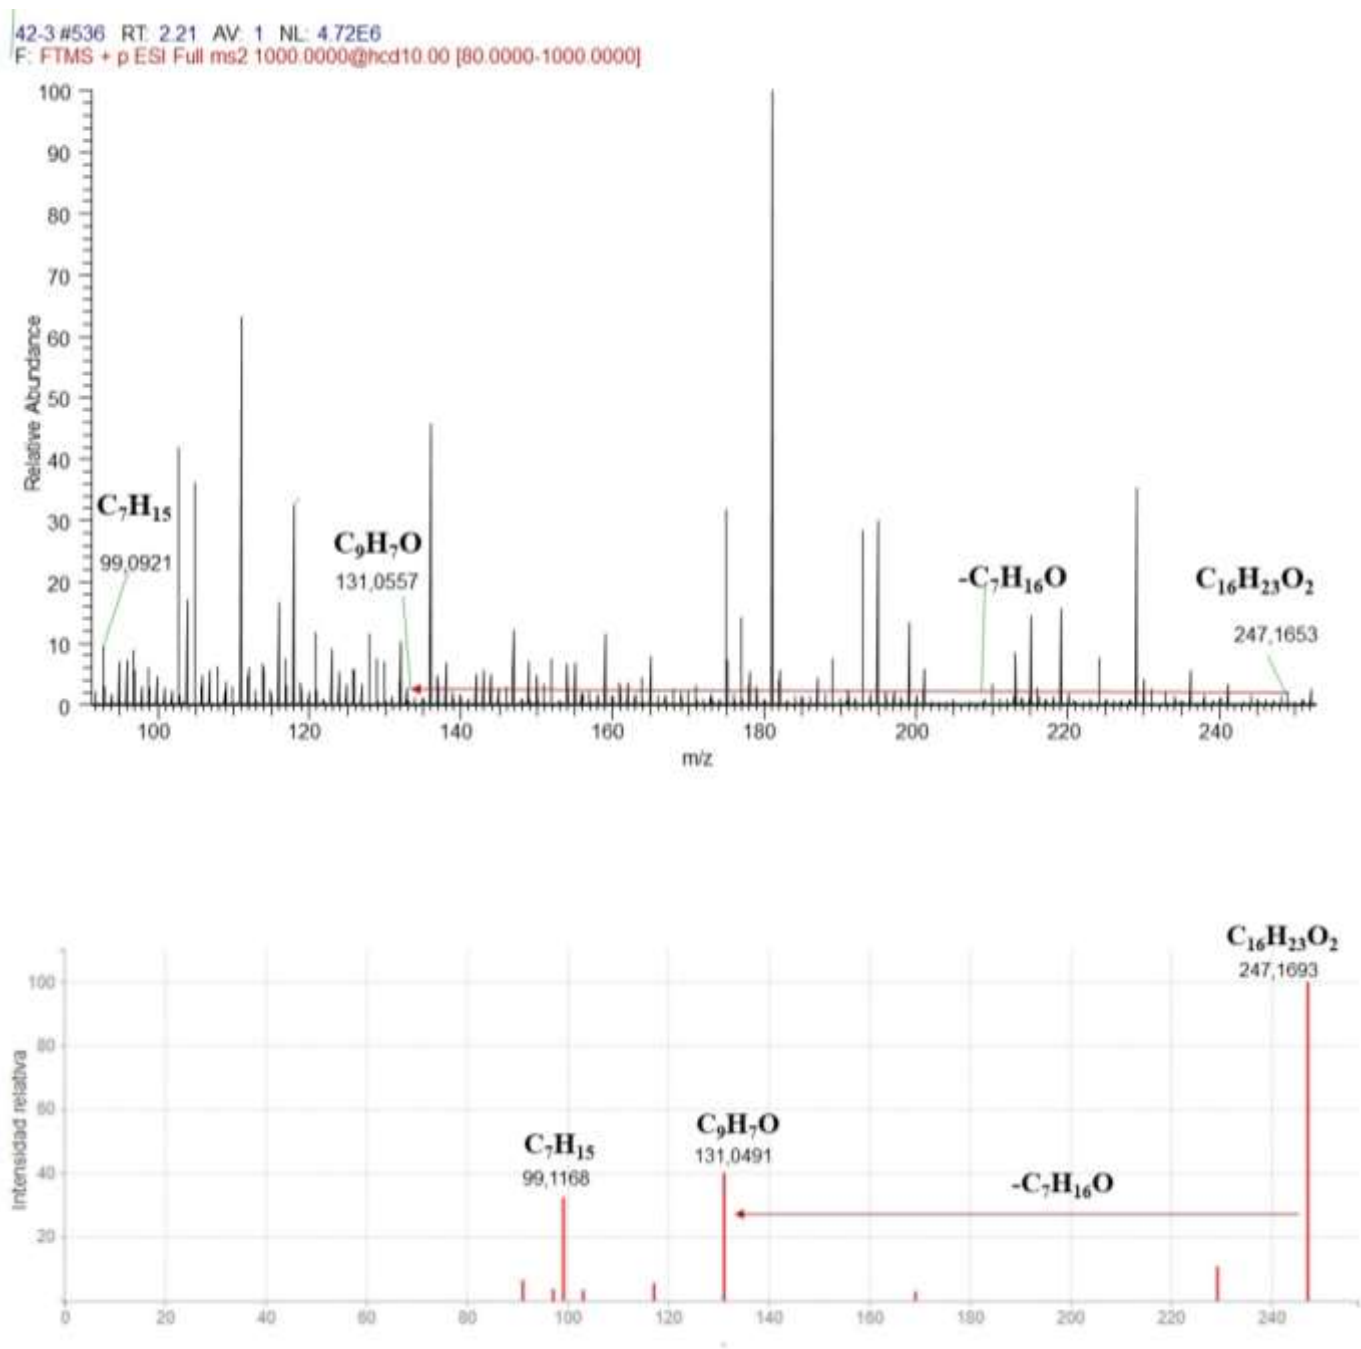 42-3 #536 RT: 2.21 AV: 1 NL: 4.72E6
F: FTMS + p ESI Full ms2 1000.0000@hcd10.00 [80.0000-1000.0000]
100
90
80
70
60
50
40
30
20
10
0
Relative Abundance
C₇H₁₅
99,0921
C₉H₇O
131,0557
-C₇H₁₆O
C₁₆H₂₃O₂
247,1653
100 120 140 160 180 200 220 240
m/z
C₁₆H₂₃O₂
247,1693
100
80
60
40
20
Intensidad relativa
C₇H₁₅
99,1168
C₉H₇O
131,0491
-C₇H₁₆O
0 20 40 60 80 100 120 140 160 180 200 220 240